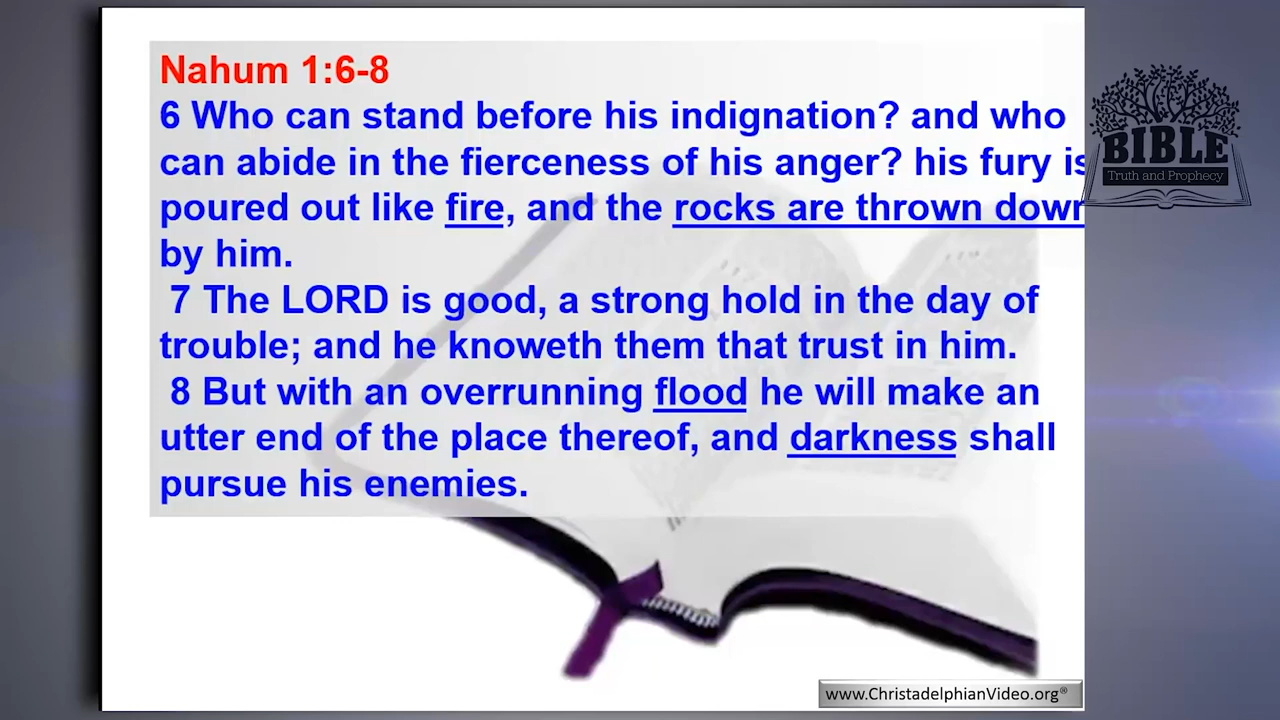 Nahum 1:6-8
6 Who can stand before his indignation? and who
can abide in the fierceness of his anger? his fury is
poured out like fire, and the rocks are thrown down
by him.
7 The LORD is good, a strong hold in the day of
trouble; and he knoweth them that trust in him.
8 But with an overrunning flood he will make an
utter end of the place thereof, and darkness shall
pursue his enemies.
BIBLE
Truth and Prophecy
www.ChristadelphianVideo.org®